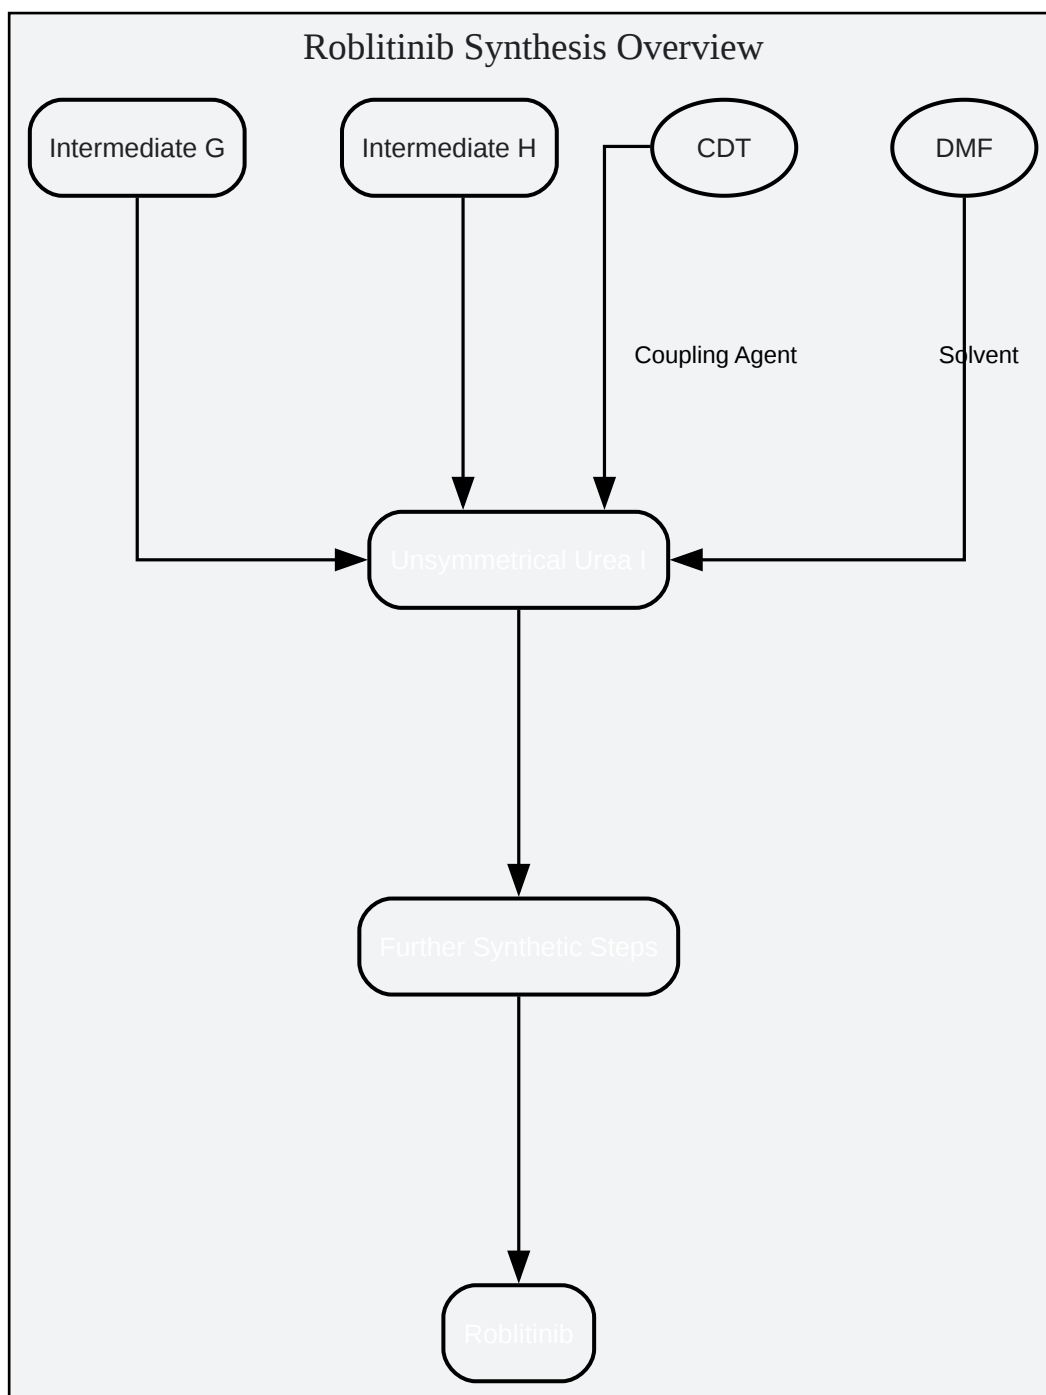 Roblitinib Synthesis Overview
Intermediate G
Intermediate H
CDT
DMF
Coupling Agent
Solvent
Unsymmetrical Urea I
Further Synthetic Steps
Roblitinib